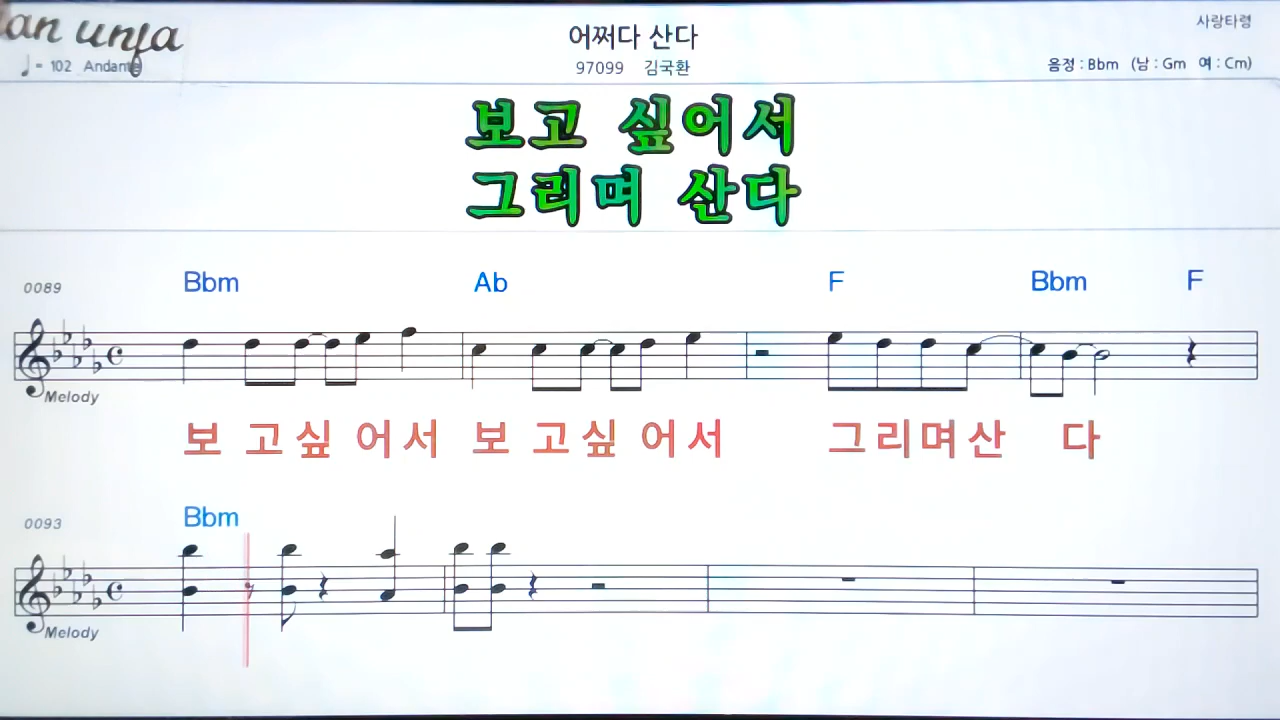 an unfa
사랑타령
어쩌다 산다
♩ = 102 Andante
97099 김국환
음정 : Bbm (남 : Gm 여 : Cm)
보고 싶어서
그리며 산다
0089 Bbm Ab F Bbm F
Melody
보 고 싶 어 서 보 고 싶 어 서 그 리 며 산 다
0093 Bbm
Melody